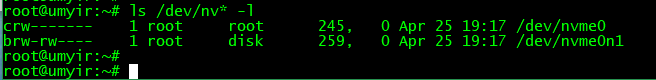 root@umyir:~# ls /dev/nv* -l
crw------- 1 root root 245, 0 Apr 25 19:17 /dev/nvme0
brw-rw---- 1 root disk 259, 0 Apr 25 19:17 /dev/nvme0n1
root@umyir:~#
root@umyir:~#